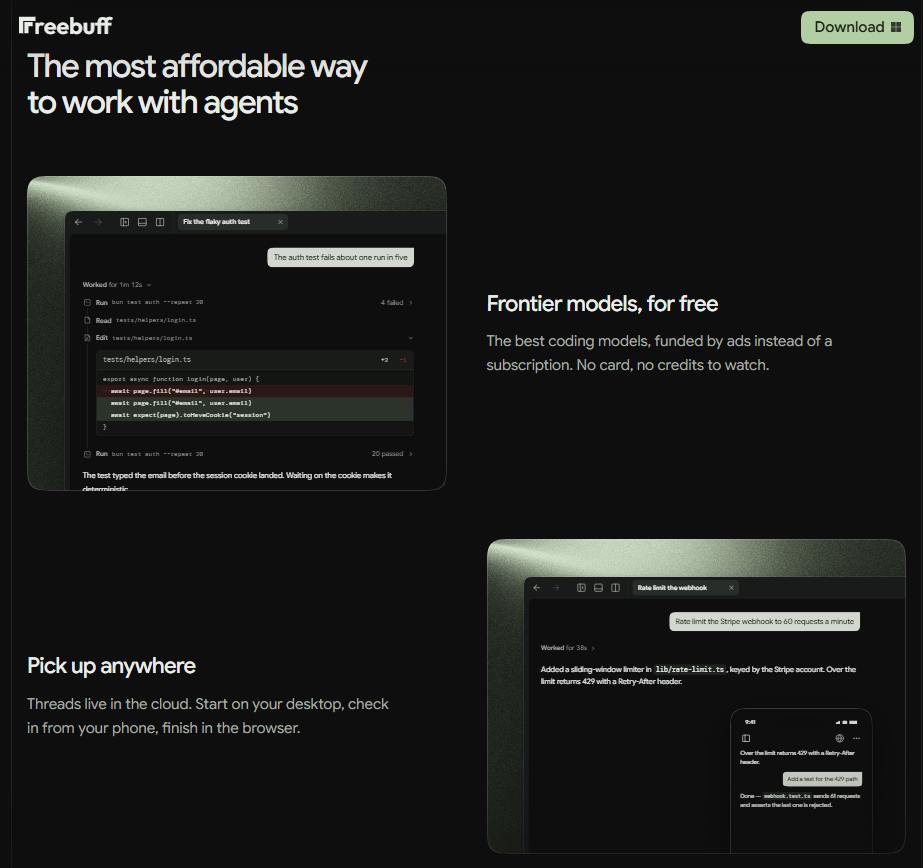 Freebuff
Download
The most affordable way
to work with agents
Fix the flaky auth test
The auth test fails about one run in five
Worked for 1m 12s
Run bun test auth --repeat 20
4 failed
Read tests/helpers/login.ts
Edit tests/helpers/login.ts
tests/helpers/login.ts
+2 -1
export async function login(page, user) {
await page.fill("#email", user.email)
await page.fill("#email", user.email)
await expect(page).toHaveCookie("session")
}
Run bun test auth --repeat 20
20 passed
The test typed the email before the session cookie landed. Waiting on the cookie makes it
deterministic
Frontier models, for free
The best coding models, funded by ads instead of a
subscription. No card, no credits to watch.
Pick up anywhere
Threads live in the cloud. Start on your desktop, check
in from your phone, finish in the browser.
Rate limit the webhook
Rate limit the Stripe webhook to 60 requests a minute
Worked for 38s
Added a sliding-window limiter in lib/rate-limit.ts, keyed by the Stripe account. Over the
limit returns 429 with a Retry-After header.
9:41
Over the limit returns 429 with a Retry-After
header.
Add a test for the 429 path
Done — webhook.test.ts sends 61 requests
and asserts the last one is rejected.